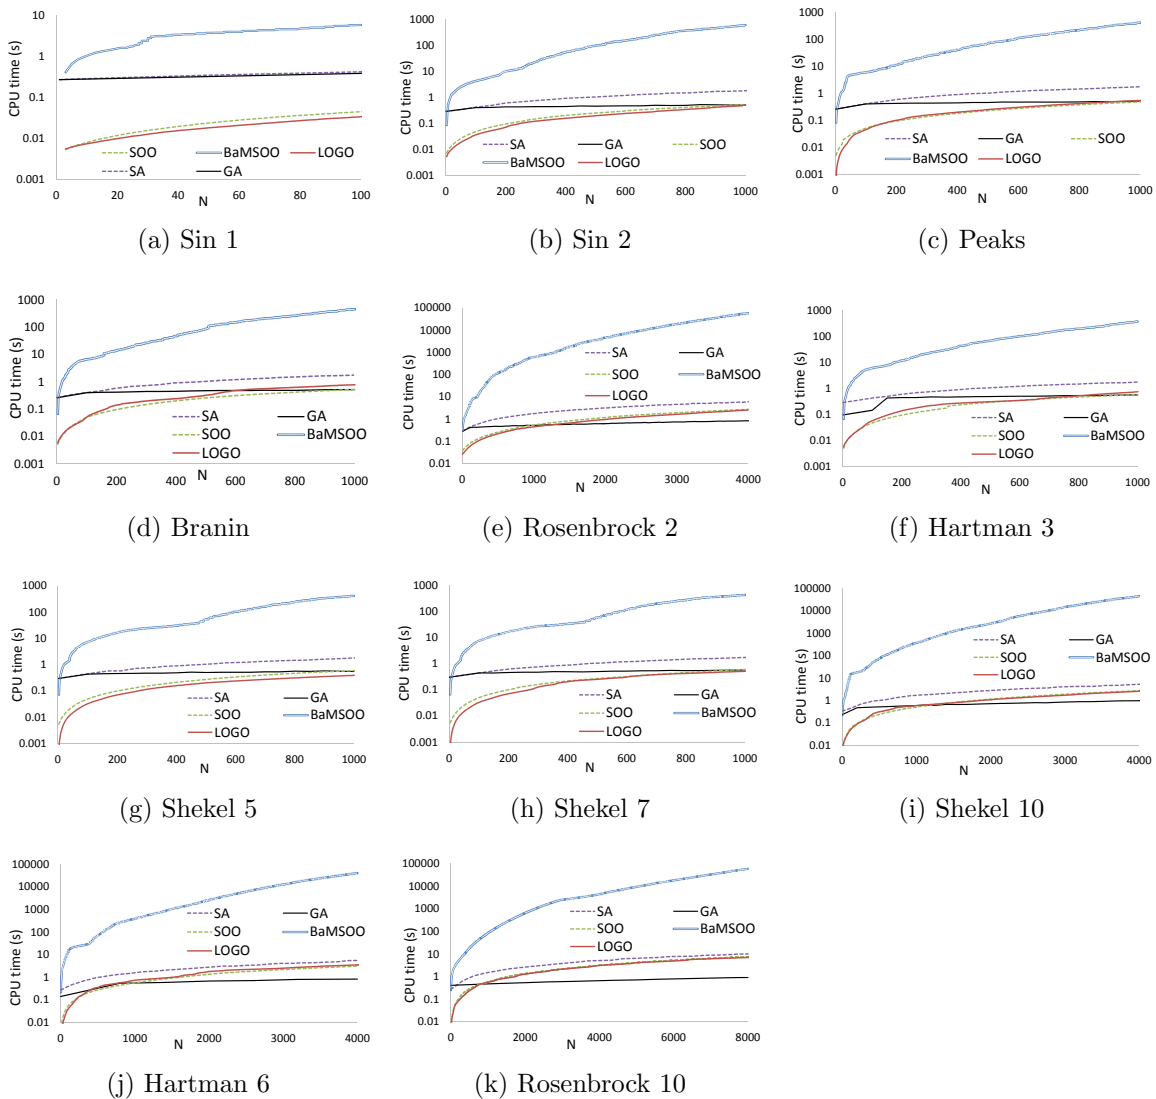 10
1
0.1
0.01
0.001
CPU time (s)
0 20 40 60 80 100
N
SOO BaMSOO LOGO
SA GA
(a) Sin 1
1000
100
10
1
0.1
0.01
0.001
CPU time (s)
0 200 400 600 800 1000
N
SA GA SOO
BaMSOO LOGO
(b) Sin 2
1000
100
10
1
0.1
0.01
0.001
CPU time (s)
0 200 400 600 800 1000
N
SA GA SOO
BaMSOO LOGO
(c) Peaks
1000
100
10
1
0.1
0.01
0.001
CPU time (s)
0 200 400 600 800 1000
N
SA GA
SOO BaMSOO
LOGO
(d) Branin
100000
10000
1000
100
10
1
0.1
0.01
CPU time (s)
0 1000 2000 3000 4000
N
SA GA
SOO BaMSOO
LOGO
(e) Rosenbrock 2
1000
100
10
1
0.1
0.01
0.001
CPU time (s)
0 200 400 600 800 1000
N
SA GA
SOO BaMSOO
LOGO
(f) Hartman 3
1000
100
10
1
0.1
0.01
0.001
CPU time (s)
0 200 400 600 800 1000
N
SA GA
SOO BaMSOO
LOGO
(g) Shekel 5
1000
100
10
1
0.1
0.01
0.001
CPU time (s)
0 200 400 600 800 1000
N
SA GA
SOO BaMSOO
LOGO
(h) Shekel 7
100000
10000
1000
100
10
1
0.1
0.01
CPU time (s)
0 1000 2000 3000 4000
N
SA GA
SOO BaMSOO
LOGO
(i) Shekel 10
100000
10000
1000
100
10
1
0.1
0.01
CPU time (s)
0 1000 2000 3000 4000
N
SA GA
SOO BaMSOO
LOGO
(j) Hartman 6
100000
10000
1000
100
10
1
0.1
0.01
CPU time (s)
0 2000 4000 6000 8000
N
SA GA
SOO BaMSOO
LOGO
(k) Rosenbrock 10